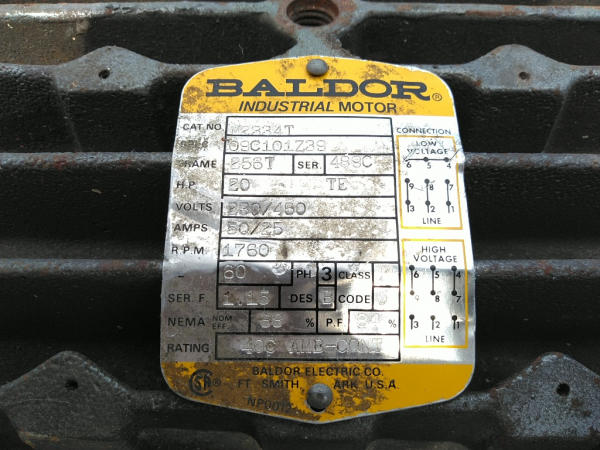 BALDOR®
INDUSTRIAL MOTOR
CAT.NO. M2334T
SPEC. 09C101Z39
FRAME 256T SER. 489C
H.P. 20 TE
VOLTS 230/460
AMPS 50/25
R.P.M. 1760
60 PH 3 CLASS
SER. F. 1.15 DES. B CODE
NEMA NOM. EFF. % P.F. %
RATING 40C AMB-CONT
CONNECTION
LOW VOLTAGE
6 5 4
9 8 7
3 2 1
LINE
HIGH VOLTAGE
6 5 4
9 8 7
3 2 1
LINE
BALDOR ELECTRIC CO.
FT. SMITH, ARK. U.S.A.